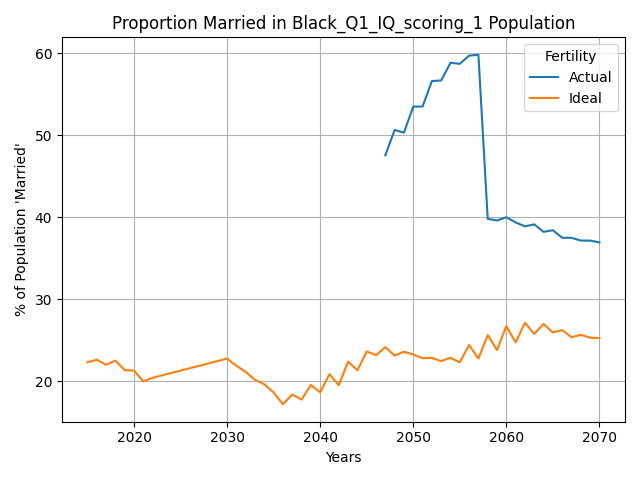 Proportion Married in Black_Q1_IQ_scoring_1 Population
% of Population 'Married'
60
50
40
30
20
Fertility
Actual
Ideal
2020 2030 2040 2050 2060 2070
Years